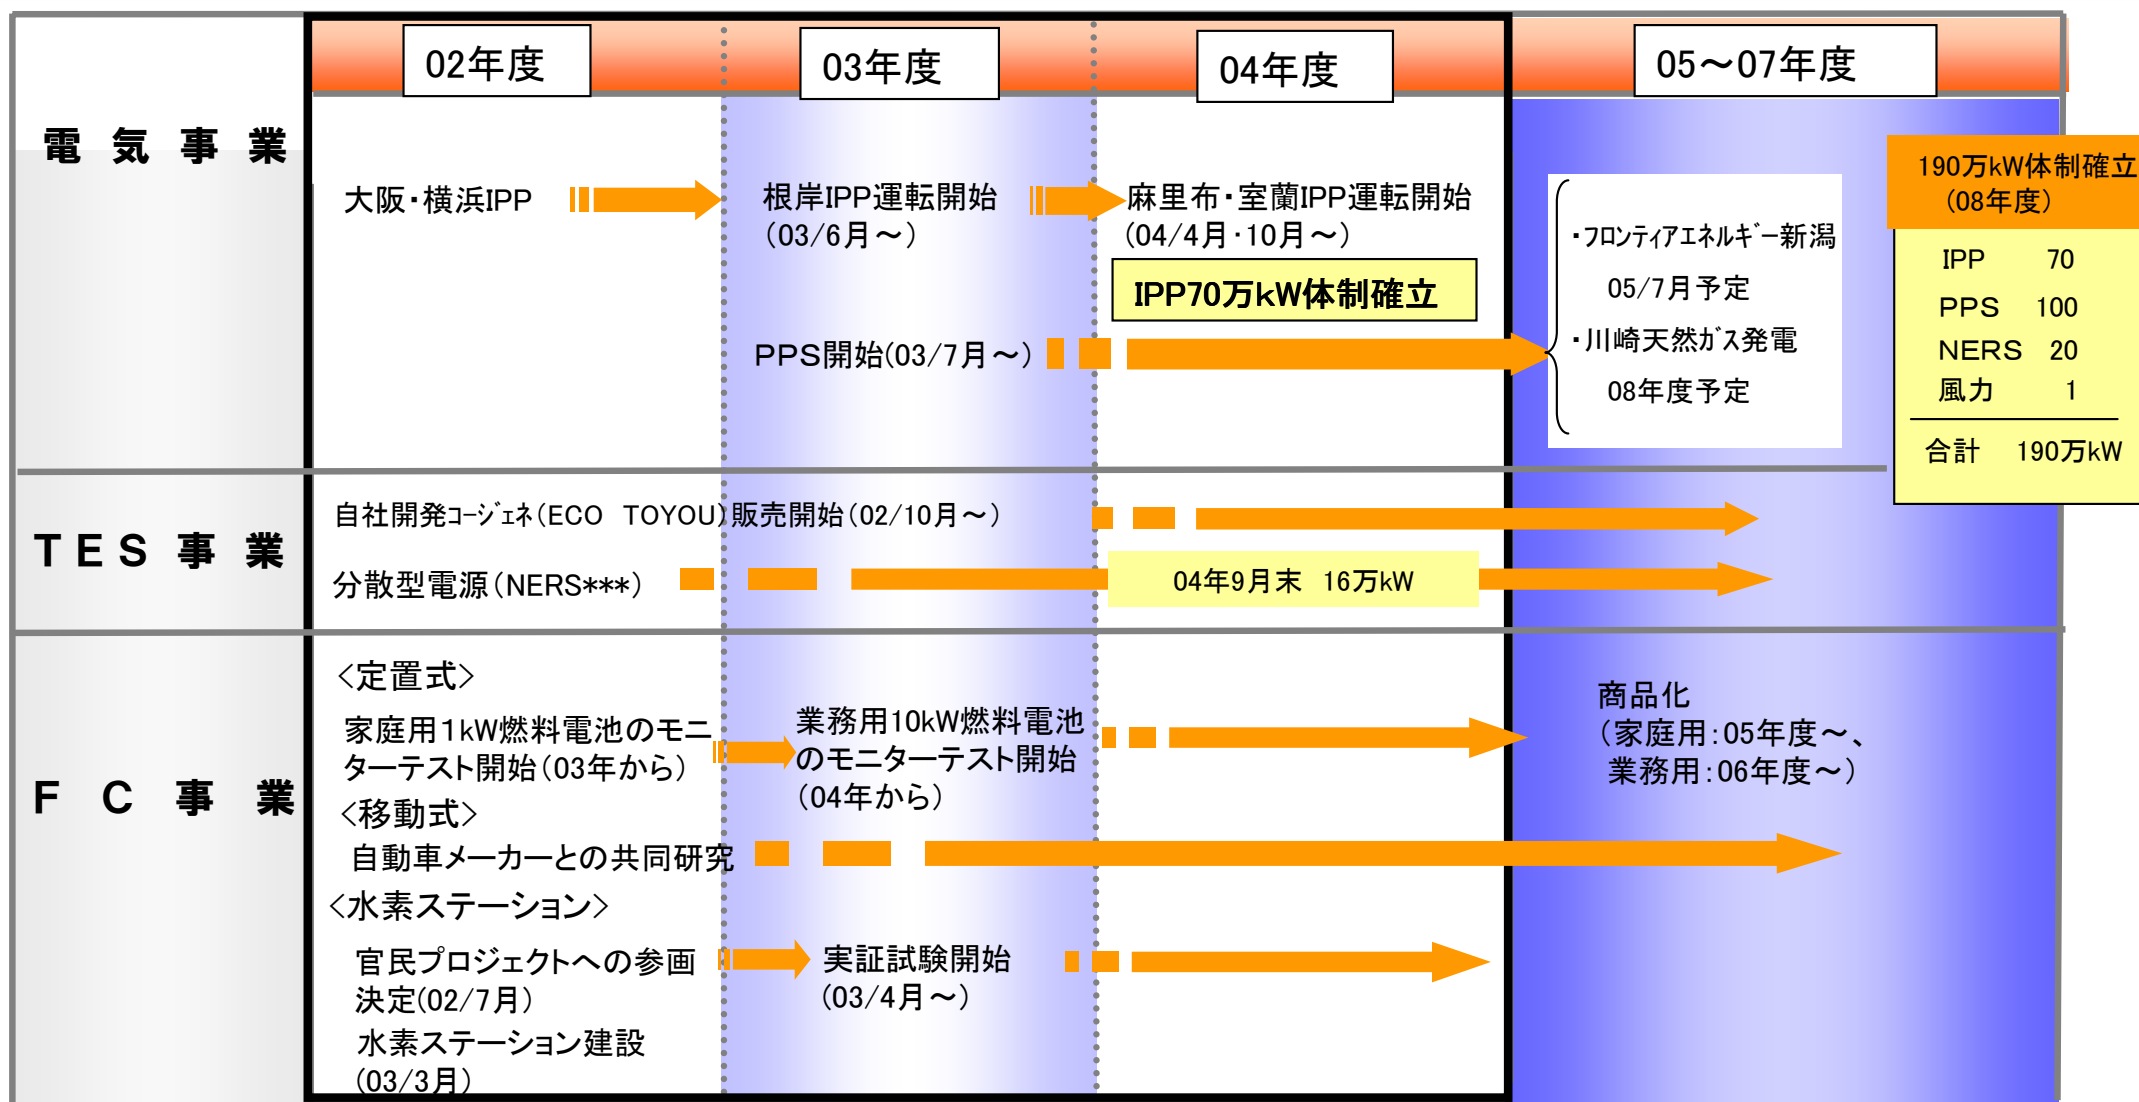 02年度
03年度
04年度
05～07年度
電気事業
大阪・横浜IPP
根岸IPP運転開始
(03/6月～)
麻里布・室蘭IPP運転開始
(04/4月・10月～)
IPP70万kW体制確立
PPS開始(03/7月～)
・フロンティアエネルギー新潟
05/7月予定
・川崎天然ガス発電
08年度予定
190万kW体制確立
(08年度)
IPP 70
PPS 100
NERS 20
風力 1
合計 190万kW
TES事業
自社開発コージェネ(ECO TOYOU)販売開始(02/10月～)
分散型電源(NERS***)
04年9月末 16万kW
FC事業
<定置式>
家庭用1kW燃料電池のモニ
ターテスト開始(03年から)
業務用10kW燃料電池
のモニターテスト開始
(04年から)
商品化
(家庭用:05年度～、
業務用:06年度～)
<移動式>
自動車メーカーとの共同研究
<水素ステーション>
官民プロジェクトへの参画
決定(02/7月)
実証試験開始
(03/4月～)
水素ステーション建設
(03/3月)